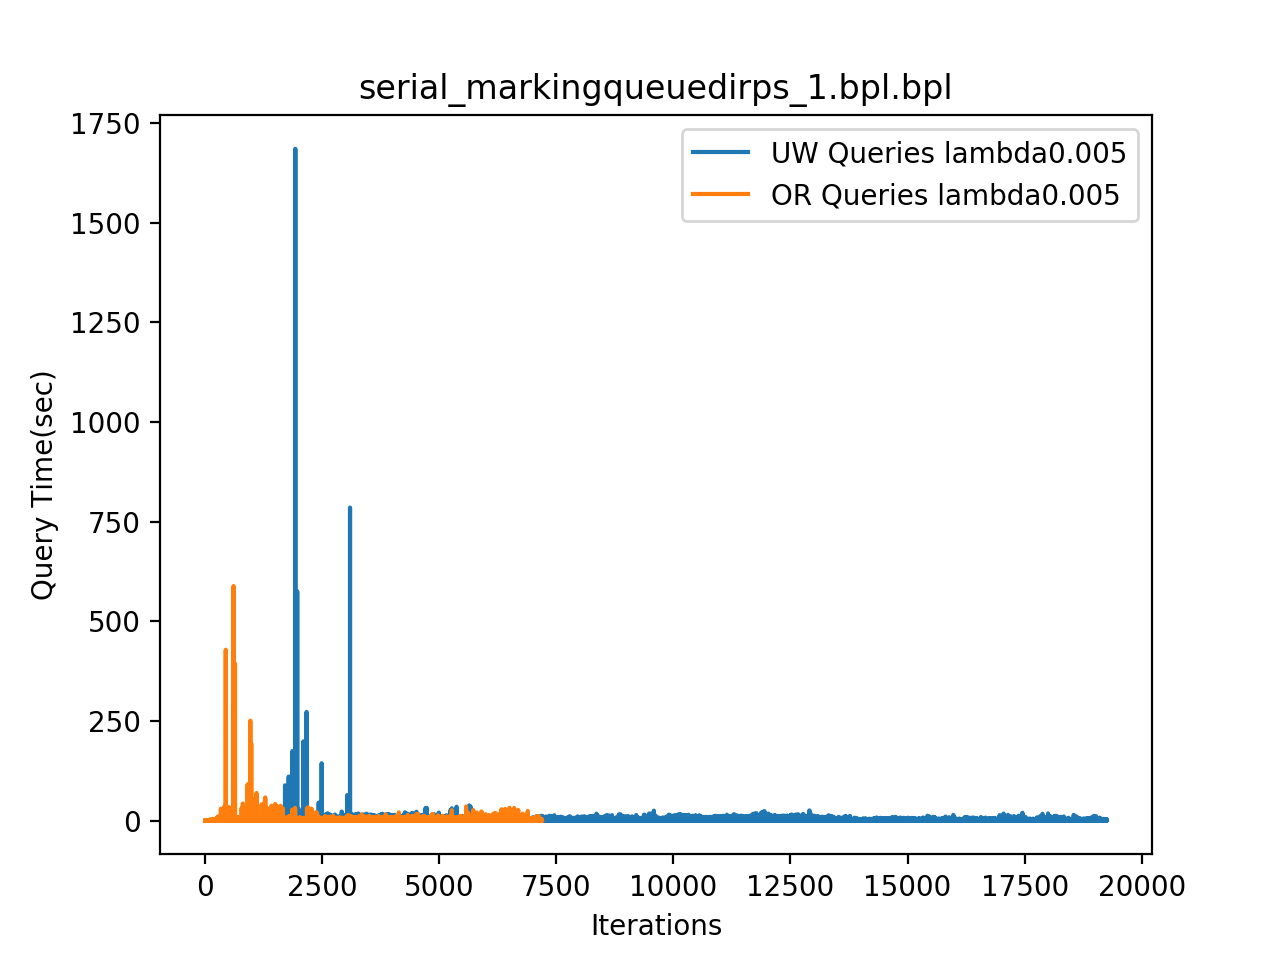 serial_markingqueuedirps_1.bpl.bpl
UW Queries lambda0.005
OR Queries lambda0.005
Query Time(sec)
1750
1500
1250
1000
750
500
250
0
0 2500 5000 7500 10000 12500 15000 17500 20000
Iterations